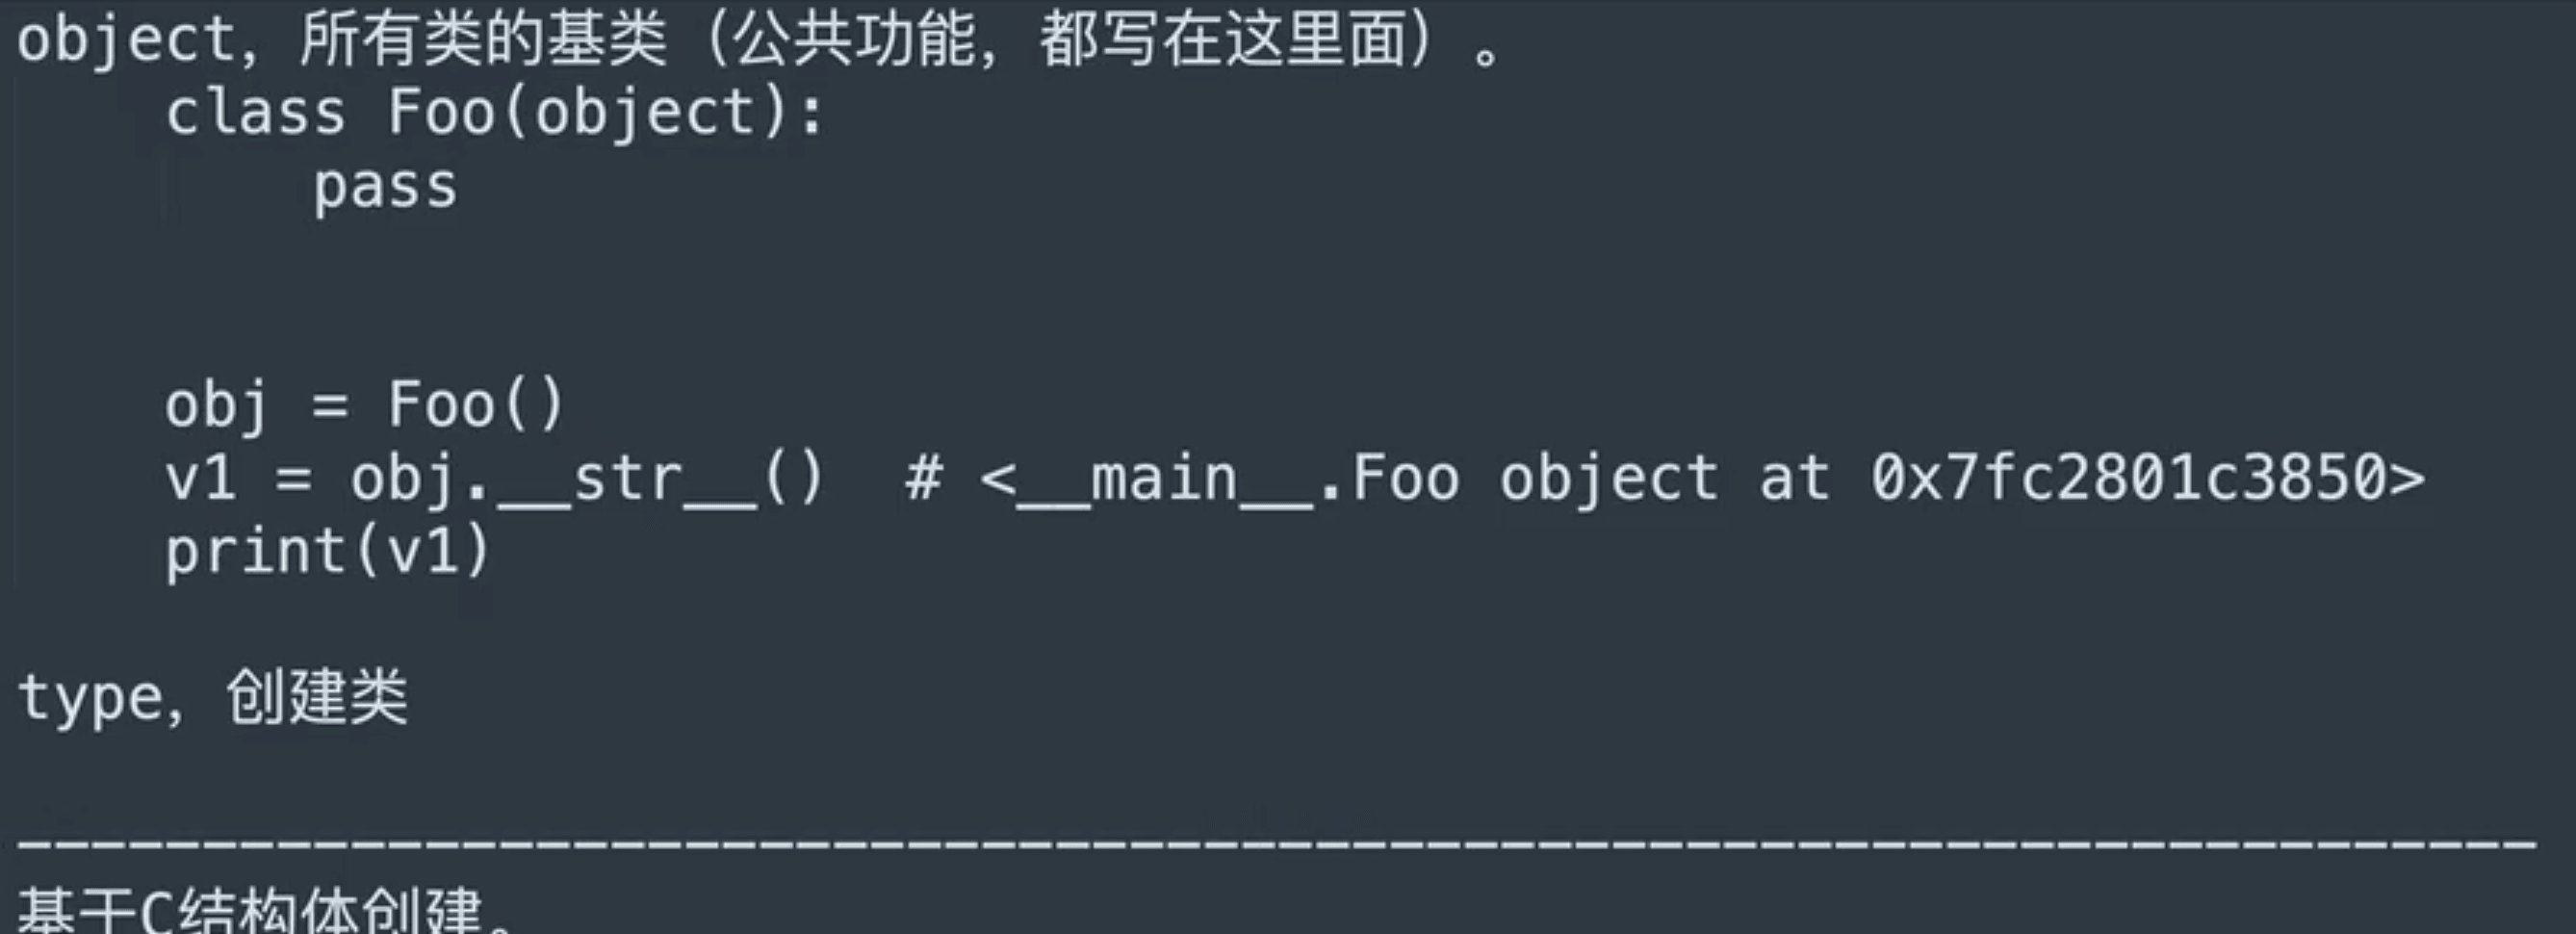 object，所有类的基类（公共功能，都写在这里面）。
class Foo(object):
pass
obj = Foo()
v1 = obj.__str__()  # <__main__.Foo object at 0x7fc2801c3850>
print(v1)
type，创建类
---------------------------------------------------------------------
基于C结构体创建。